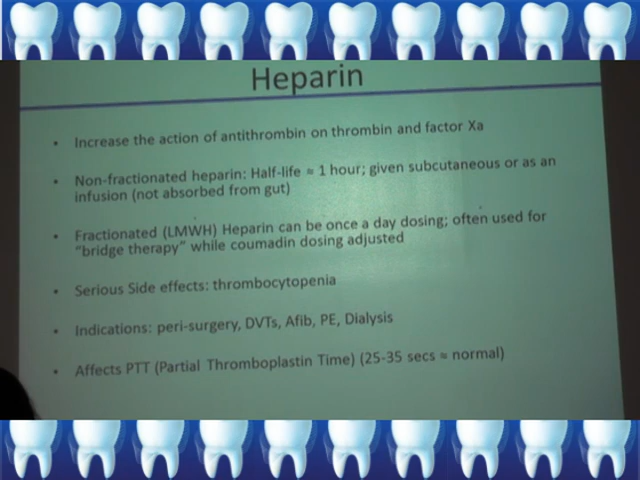 Heparin
• Increase the action of antithrombin on thrombin and factor Xa
• Non-fractionated heparin: Half-life ≈ 1 hour; given subcutaneous or as an
infusion (not absorbed from gut)
• Fractionated (LMWH) Heparin can be once a day dosing; often used for
"bridge therapy" while coumadin dosing adjusted
• Serious Side effects: thrombocytopenia
• Indications: peri-surgery, DVTs, Afib, PE, Dialysis
• Affects PTT (Partial Thromboplastin Time) (25-35 secs ≈ normal)